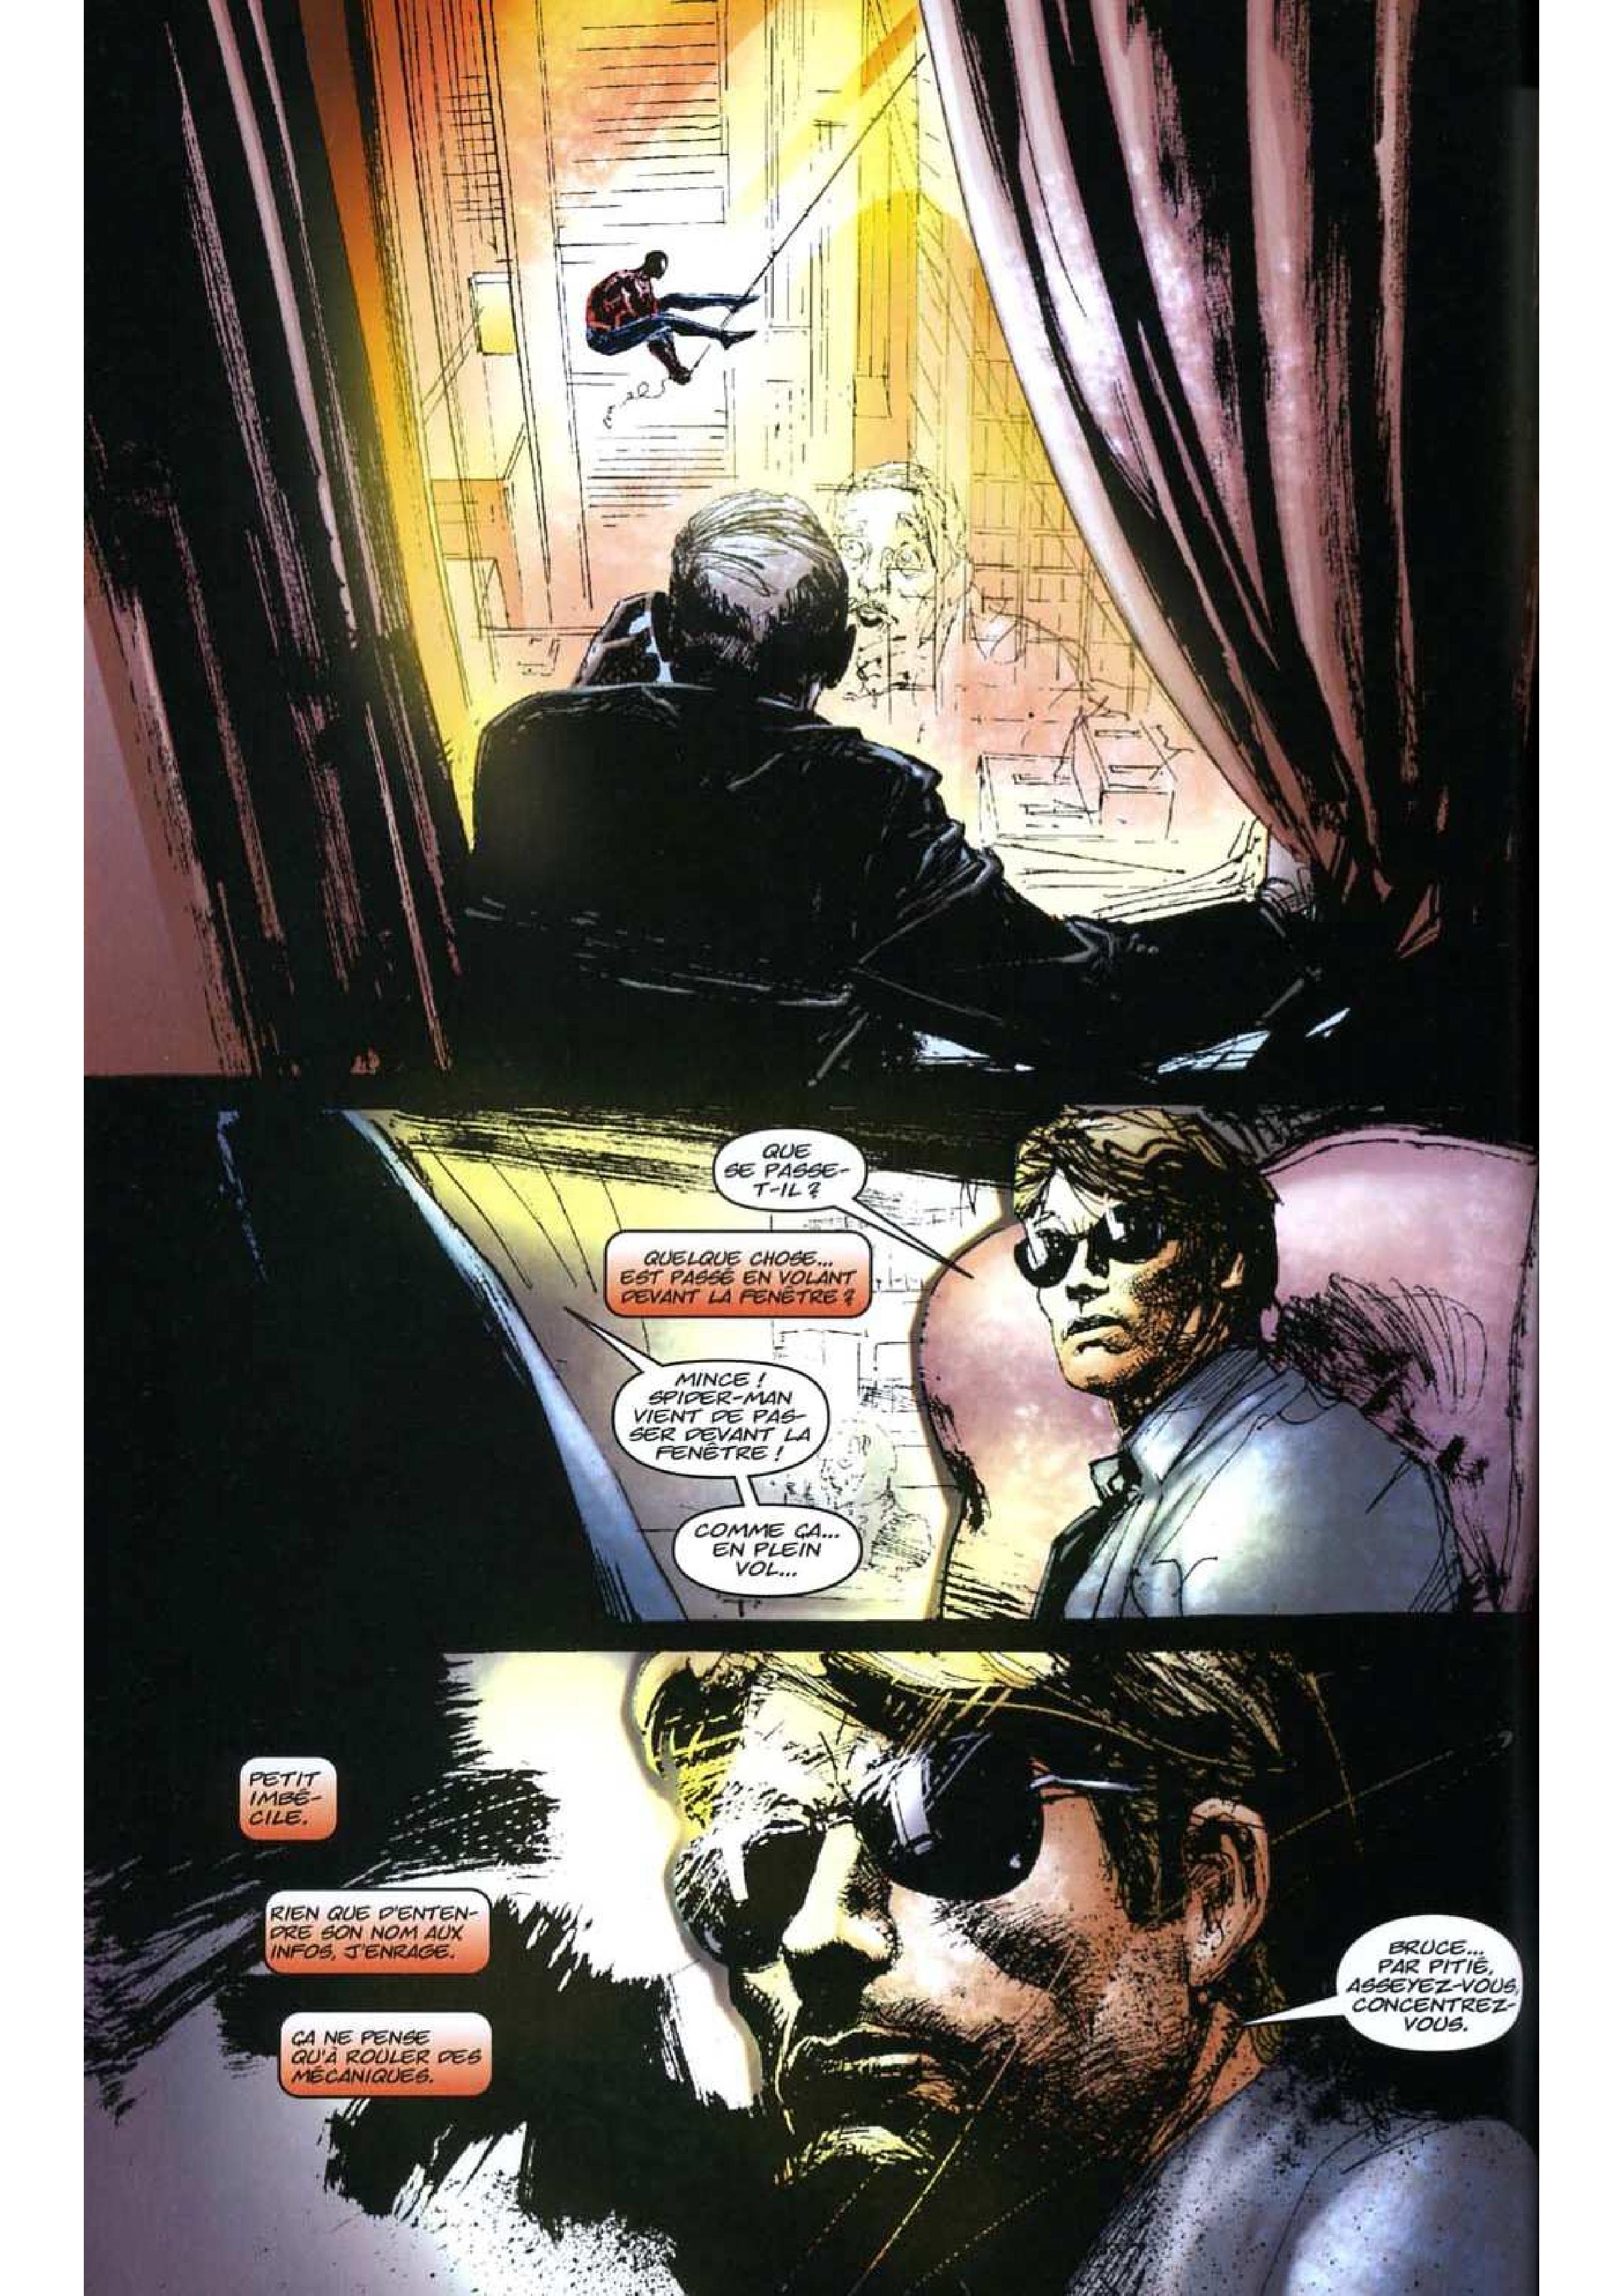 QUE
SE PASSE-
T-IL ?
QUELQUE CHOSE...
EST PASSÉ EN VOLANT
DEVANT LA FENÊTRE ?
MINCE !
SPIDER-MAN
VIENT DE PAS-
SER DEVANT LA
FENÊTRE !
COMME ÇA...
EN PLEIN
VOL...
PETIT
IMBÉ-
CILE.
RIEN QUE D'ENTEN-
DRE SON NOM AUX
INFOS, J'ENRAGE.
ÇA NE PENSE
QU'À ROULER DES
MÉCANIQUES.
BRUCE...
PAR PITIÉ,
ASSEYEZ-VOUS,
CONCENTREZ-
VOUS.